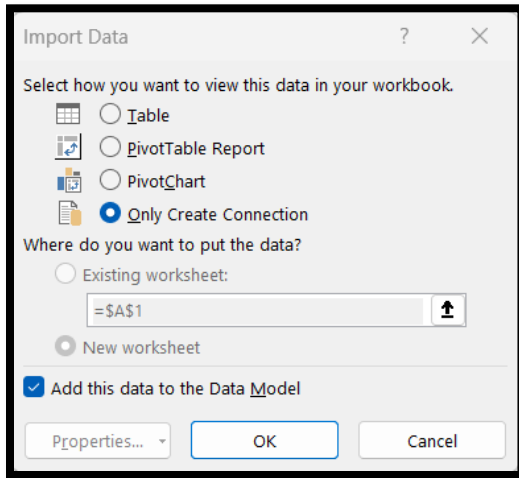 Import Data ?
Select how you want to view this data in your workbook.
Table
PivotTable Report
PivotChart
Only Create Connection
Where do you want to put the data?
Existing worksheet:
=$A$1
New worksheet
Add this data to the Data Model
Properties... OK Cancel